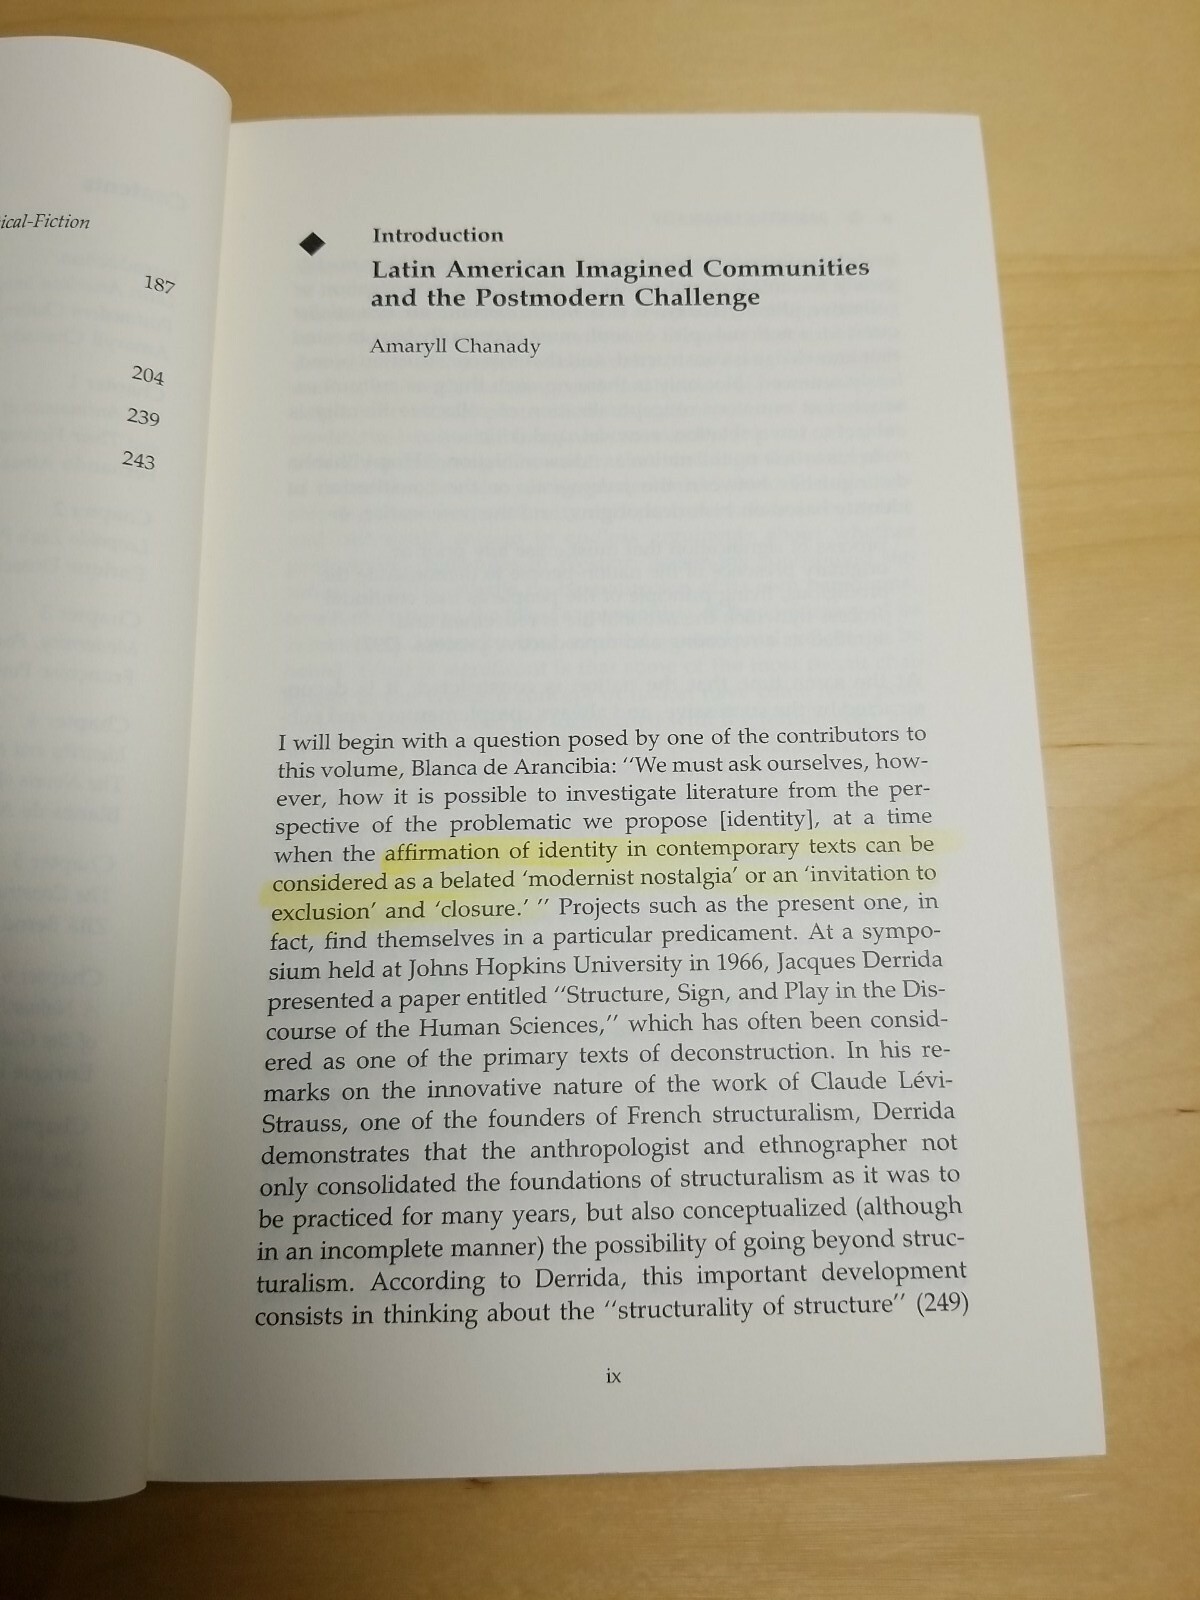 ical-Fiction
187
204
239
243
Introduction
Latin American Imagined Communities
and the Postmodern Challenge
Amaryll Chanady
I will begin with a question posed by one of the contributors to
this volume, Blanca de Arancibia: "We must ask ourselves, how-
ever, how it is possible to investigate literature from the per-
spective of the problematic we propose [identity], at a time
when the affirmation of identity in contemporary texts can be
considered as a belated 'modernist nostalgia' or an 'invitation to
exclusion' and 'closure.' " Projects such as the present one, in
fact, find themselves in a particular predicament. At a sympo-
sium held at Johns Hopkins University in 1966, Jacques Derrida
presented a paper entitled "Structure, Sign, and Play in the Dis-
course of the Human Sciences," which has often been consid-
ered as one of the primary texts of deconstruction. In his re-
marks on the innovative nature of the work of Claude Lévi-
Strauss, one of the founders of French structuralism, Derrida
demonstrates that the anthropologist and ethnographer not
only consolidated the foundations of structuralism as it was to
be practiced for many years, but also conceptualized (although
in an incomplete manner) the possibility of going beyond struc-
turalism. According to Derrida, this important development
consists in thinking about the "structurality of structure" (249)
ix